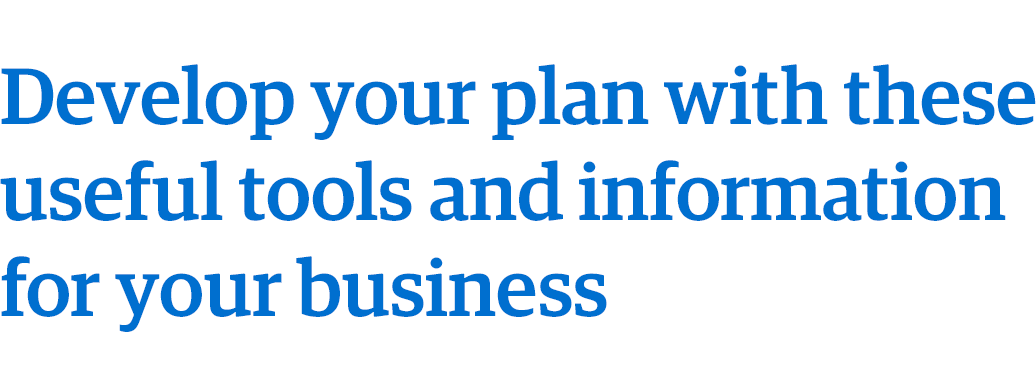 Develop your plan with these
useful tools and information
for your business